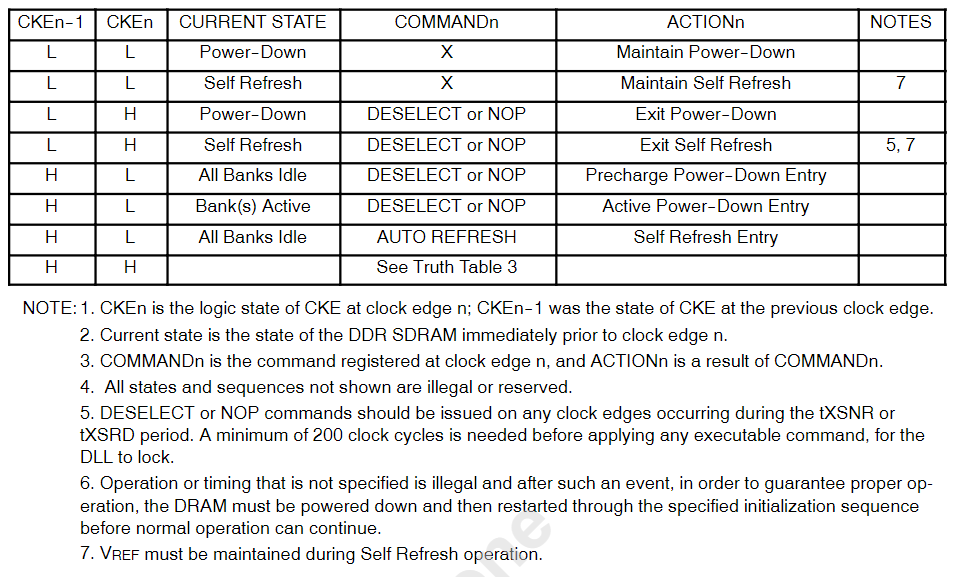 CKEn-1 CKEn CURRENT STATE COMMANDn ACTIONn NOTES
L L Power-Down X Maintain Power-Down
L L Self Refresh X Maintain Self Refresh 7
L H Power-Down DESELECT or NOP Exit Power-Down
L H Self Refresh DESELECT or NOP Exit Self Refresh 5, 7
H L All Banks Idle DESELECT or NOP Precharge Power-Down Entry
H L Bank(s) Active DESELECT or NOP Active Power-Down Entry
H L All Banks Idle AUTO REFRESH Self Refresh Entry
H H See Truth Table 3
NOTE: 1. CKEn is the logic state of CKE at clock edge n; CKEn-1 was the state of CKE at the previous clock edge.
2. Current state is the state of the DDR SDRAM immediately prior to clock edge n.
3. COMMANDn is the command registered at clock edge n, and ACTIONn is a result of COMMANDn.
4. All states and sequences not shown are illegal or reserved.
5. DESELECT or NOP commands should be issued on any clock edges occurring during the tXSNR or
tXSRD period. A minimum of 200 clock cycles is needed before applying any executable command, for the
DLL to lock.
6. Operation or timing that is not specified is illegal and after such an event, in order to guarantee proper op-
eration, the DRAM must be powered down and then restarted through the specified initialization sequence
before normal operation can continue.
7. VREF must be maintained during Self Refresh operation.